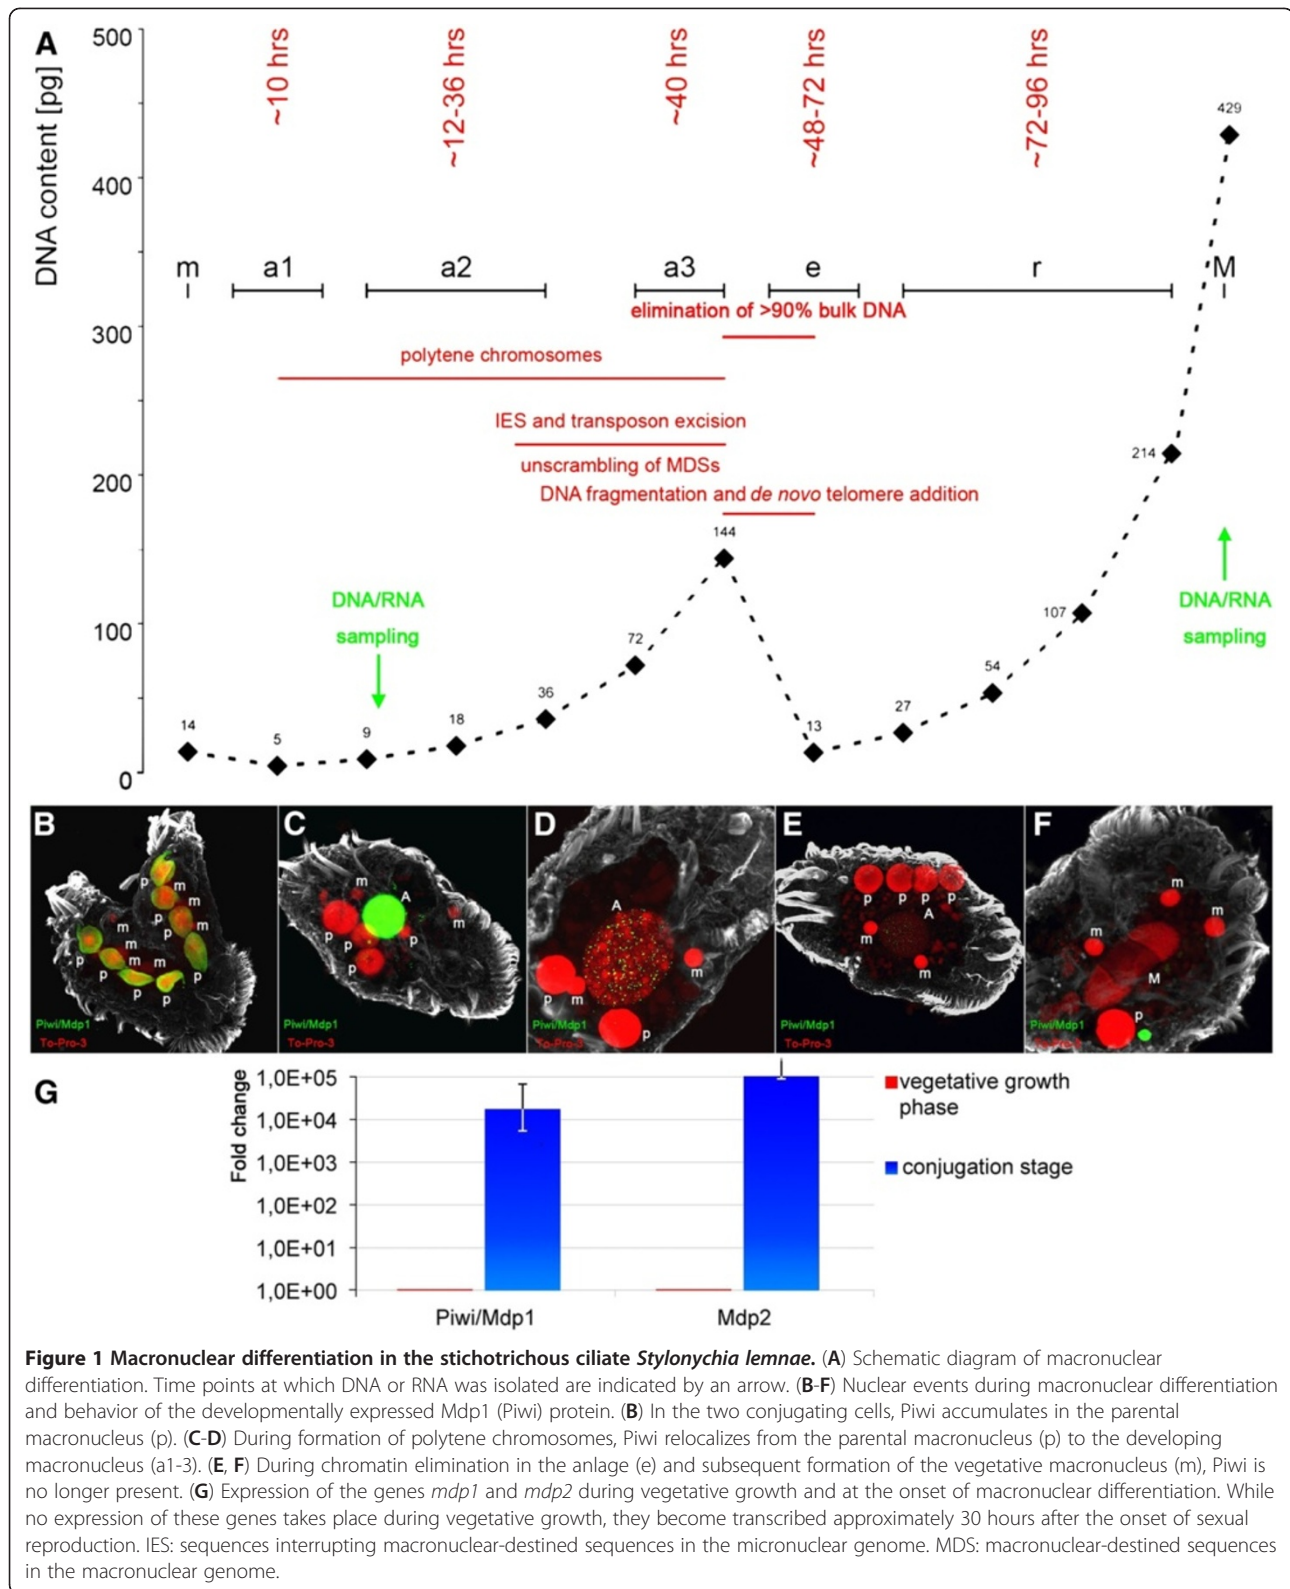 A
DNA content [pg]
500
400
300
200
100
0
~10 hrs
~12-36 hrs
~40 hrs
~48-72 hrs
~72-96 hrs
m
a1
a2
a3
e
r
M
elimination of >90% bulk DNA
polytene chromosomes
IES and transposon excision
unscrambling of MDSs
DNA fragmentation and de novo telomere addition
DNA/RNA
sampling
DNA/RNA
sampling
14
5
9
18
36
72
144
13
27
54
107
214
429
B
p
m
p
m
p
m
m
p
p
p
p
Piwi/Mdp1
To-Pro-3
C
m
A
m
p
p
p
p
Piwi/Mdp1
To-Pro-3
D
A
m
p
m
p
Piwi/Mdp1
To-Pro-3
E
p
p
p
p
A
m
m
Piwi/Mdp1
To-Pro-3
F
m
m
m
M
p
Piwi/Mdp1
To-Pro-3
G
Fold change
1,0E+05
1,0E+04
1,0E+03
1,0E+02
1,0E+01
1,0E+00
Piwi/Mdp1
Mdp2
vegetative growth
phase
conjugation stage
Figure 1 Macronuclear differentiation in the stichotrichous ciliate Stylonychia lemnae. (A) Schematic diagram of macronuclear
differentiation. Time points at which DNA or RNA was isolated are indicated by an arrow. (B-F) Nuclear events during macronuclear differentiation
and behavior of the developmentally expressed Mdp1 (Piwi) protein. (B) In the two conjugating cells, Piwi accumulates in the parental
macronucleus (p). (C-D) During formation of polytene chromosomes, Piwi relocalizes from the parental macronucleus (p) to the developing
macronucleus (a1-3). (E, F) During chromatin elimination in the anlage (e) and subsequent formation of the vegetative macronucleus (m), Piwi is
no longer present. (G) Expression of the genes mdp1 and mdp2 during vegetative growth and at the onset of macronuclear differentiation. While
no expression of these genes takes place during vegetative growth, they become transcribed approximately 30 hours after the onset of sexual
reproduction. IES: sequences interrupting macronuclear-destined sequences in the micronuclear genome. MDS: macronuclear-destined sequences
in the macronuclear genome.